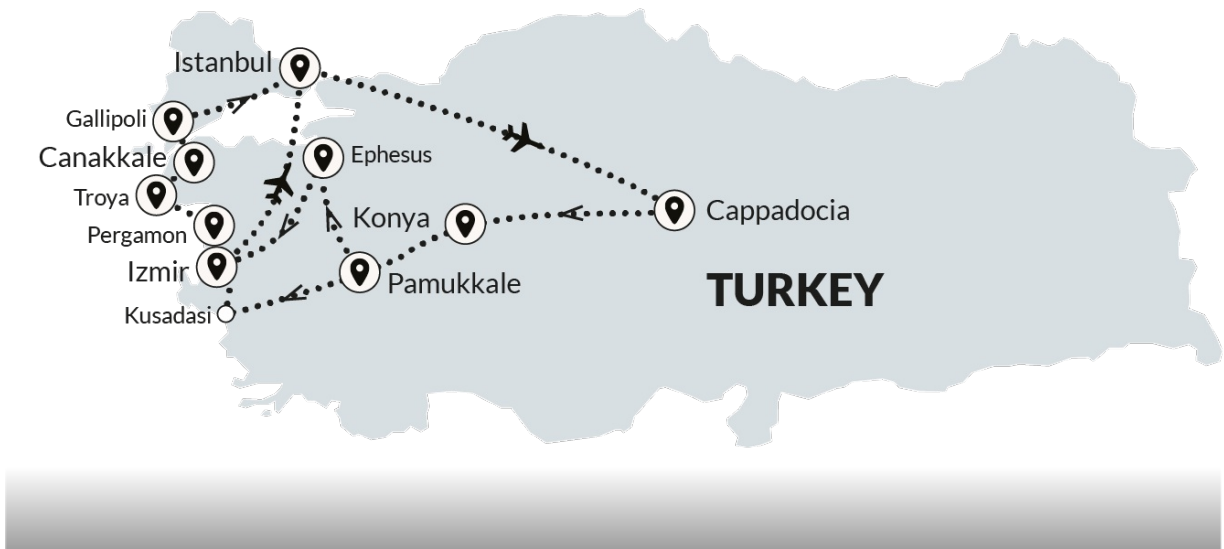 Istanbul
Gallipoli
Canakkale
Ephesus
Troya
Konya
Cappadocia
Pergamon
Izmir
Pamukkale
TURKEY
Kusadasi